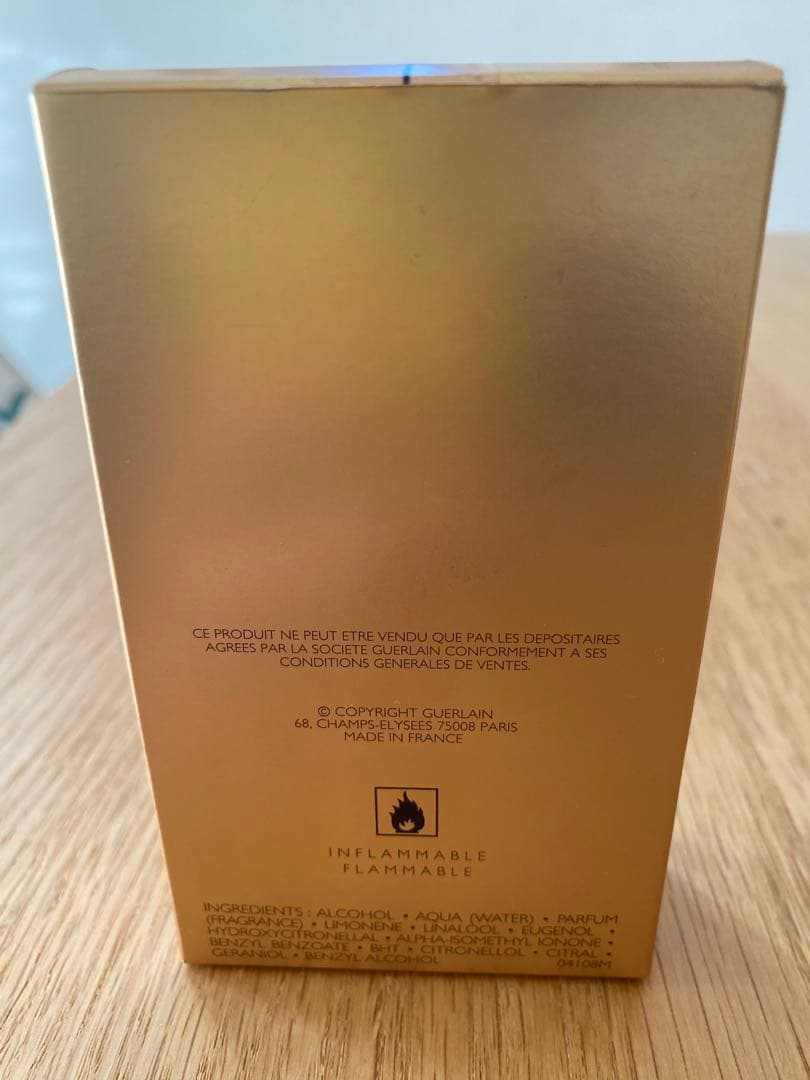 CE PRODUIT NE PEUT ETRE VENDU QUE PAR LES DEPOSITAIRES
AGREES PAR LA SOCIETE GUERLAIN CONFORMEMENT A SES
CONDITIONS GENERALES DE VENTES.
© COPYRIGHT GUERLAIN
68, CHAMPS-ELYSEES 75008 PARIS
MADE IN FRANCE
INFLAMMABLE
FLAMMABLE
INGREDIENTS : ALCOHOL • AQUA (WATER) • PARFUM
(FRAGRANCE) • LIMONENE • LINALOOL • EUGENOL •
HYDROXYCITRONELLAL • ALPHA-ISOMETHYL IONONE •
BENZYL BENZOATE • BHT • CITRONELLOL • CITRAL •
GERANIOL • BENZYL ALCOHOL 04108M